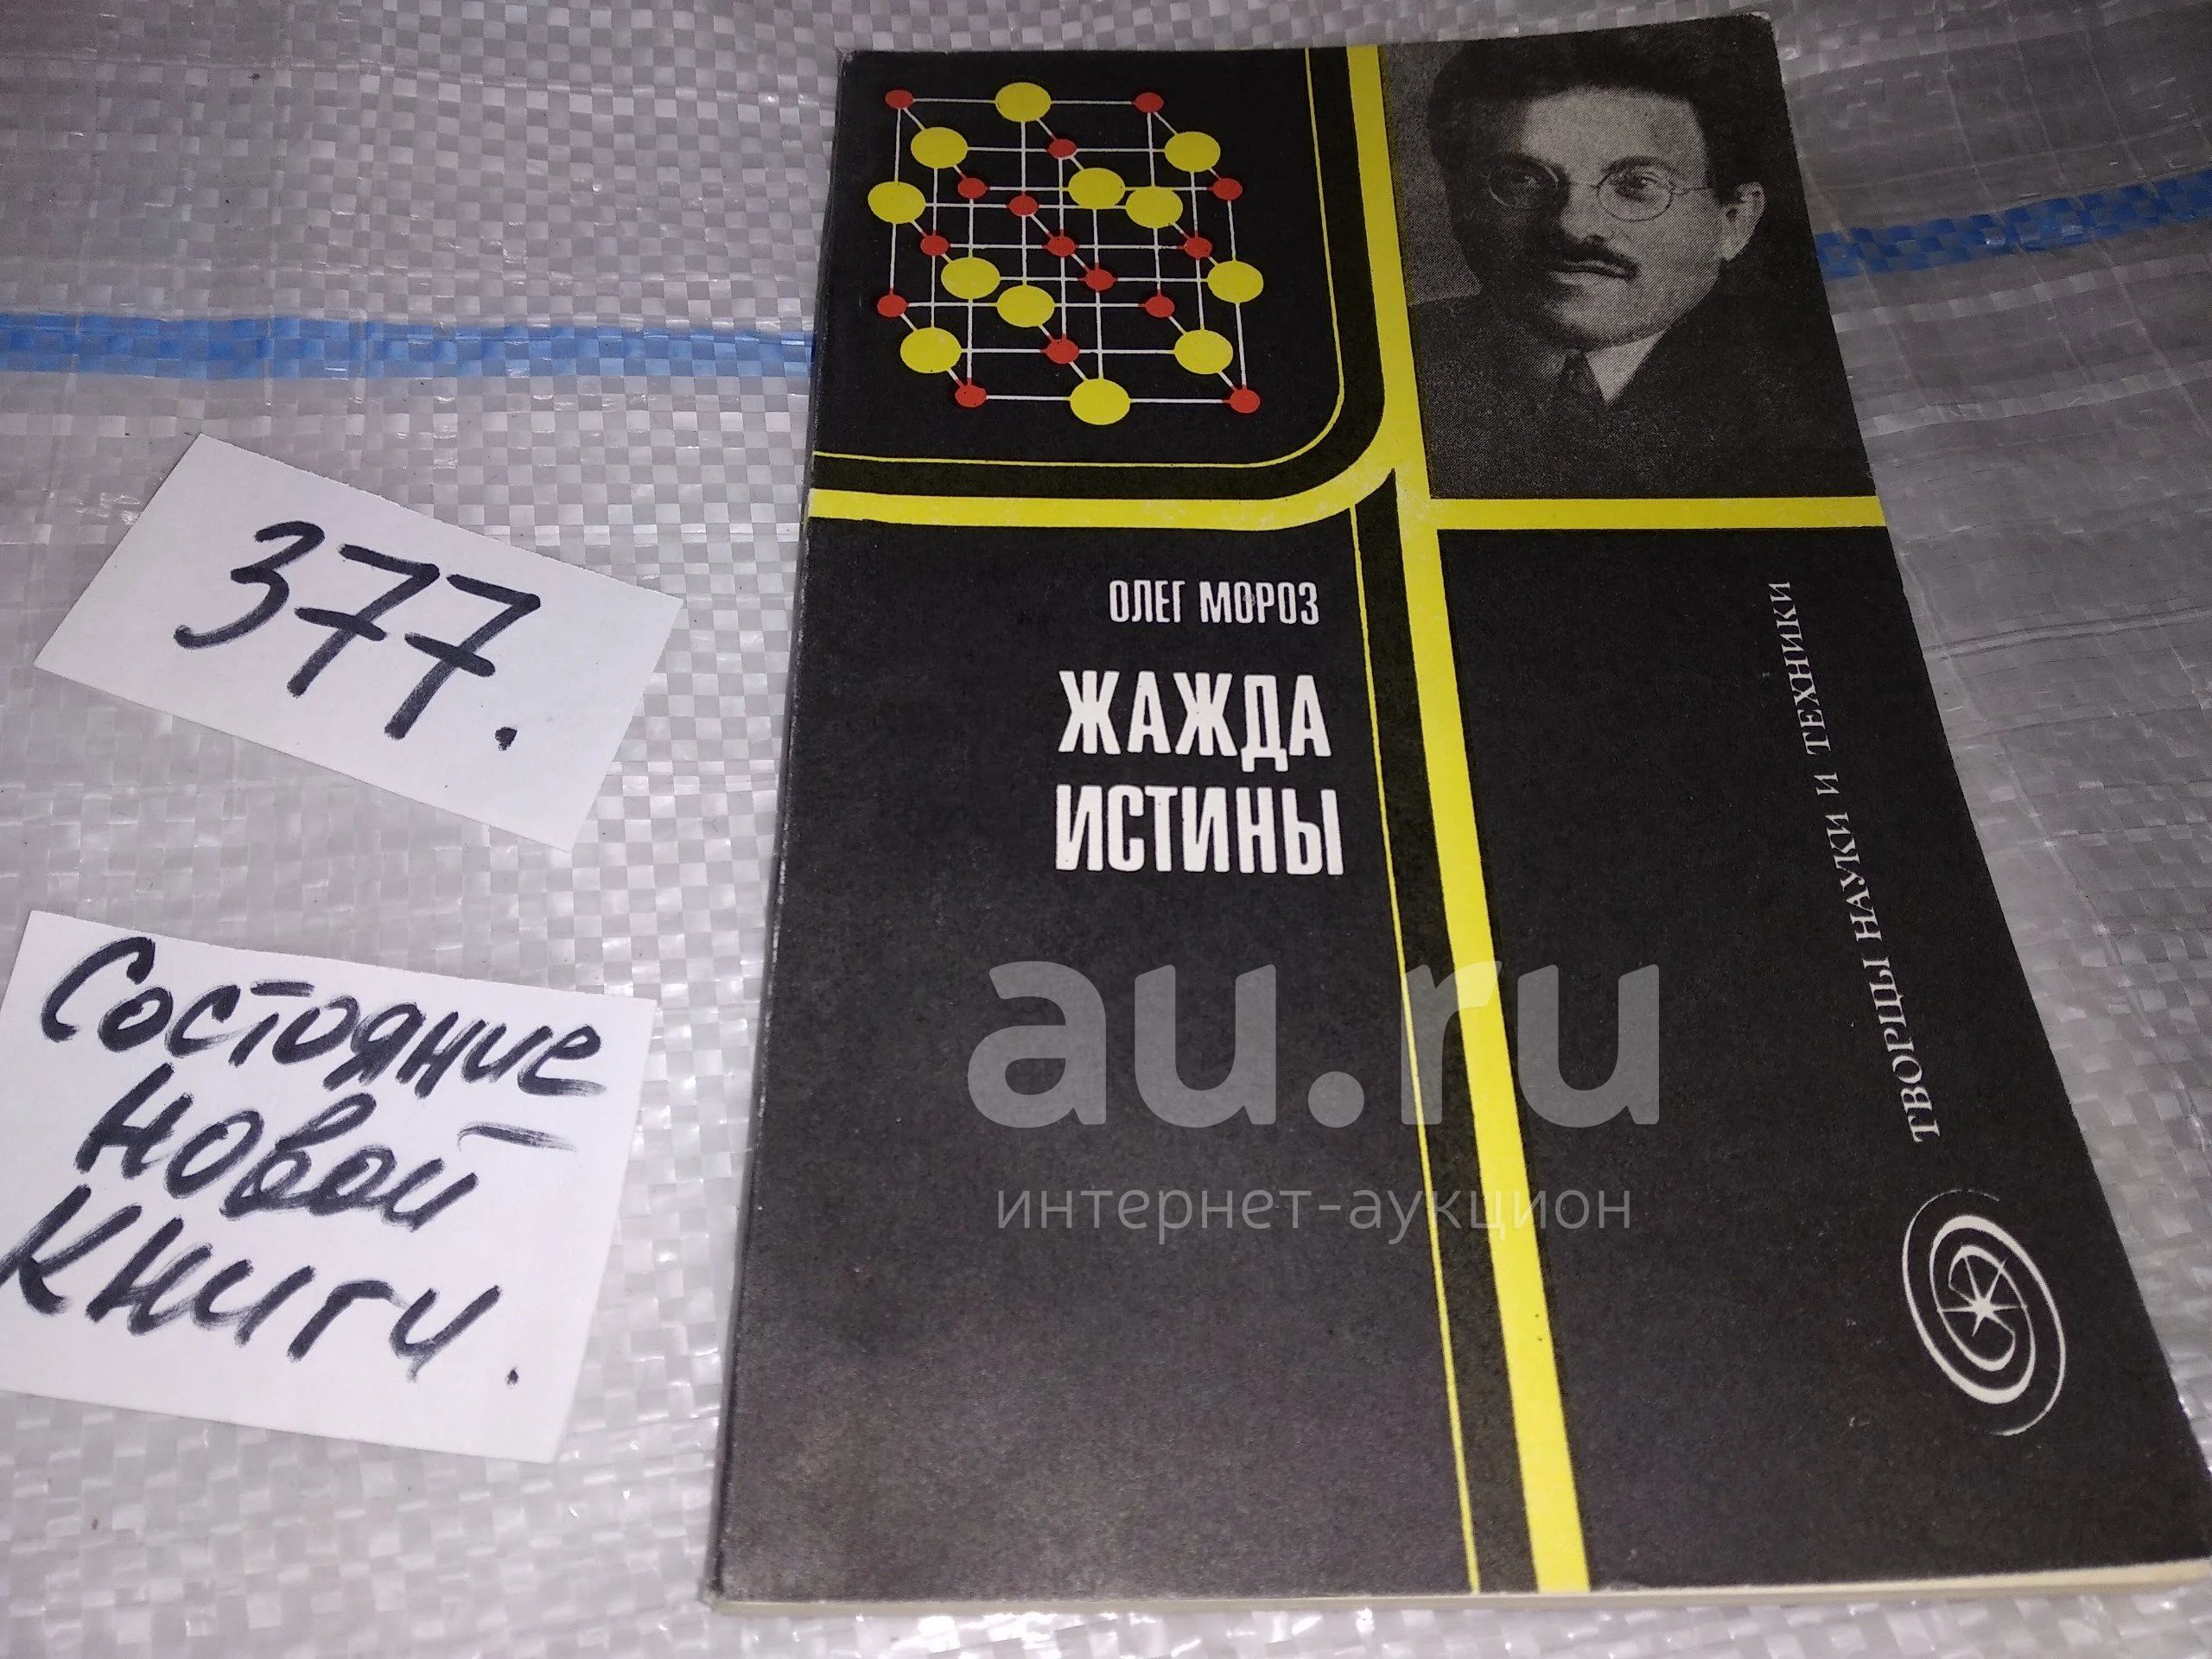 377.
Состояние
новой
книги.
ОЛЕГ МОРОЗ
ЖАЖДА
ИСТИНЫ
ТВОРЦЫ НАУКИ И ТЕХНИКИ
au.ru
интернет-аукцион